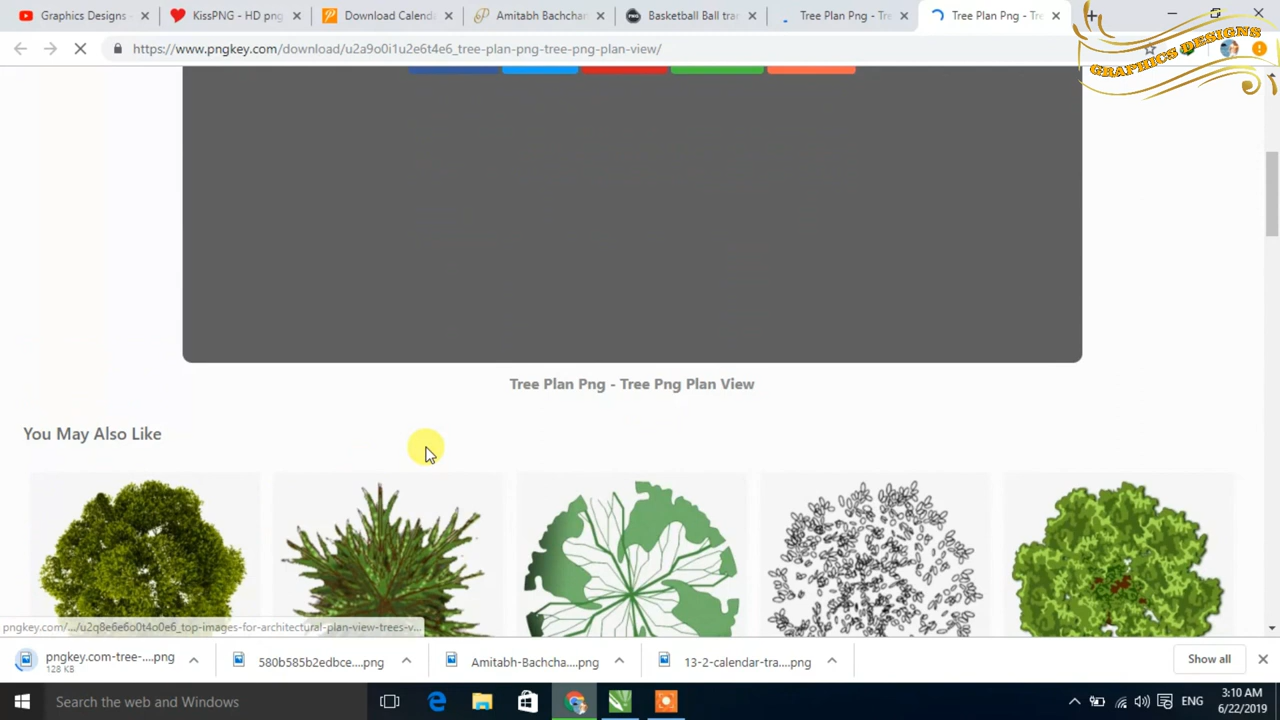 Graphics Designs -
KissPNG - HD png
Download Calenda
Amitabh Bachchan
Basketball Ball tran
Tree Plan Png - Tre
Tree Plan Png - Tre
GRAPHICS DESIGNS
https://www.pngkey.com/download/u2a9o0i1u2e6t4e6_tree-plan-png-tree-png-plan-view/
Tree Plan Png - Tree Png Plan View
You May Also Like
pngkey.com/.../u2q8e6e6o0t4o0e6_top-images-for-architectural-plan-view-trees-v...
pngkey.com-tree-....png
128 KB
580b585b2edbce....png
Amitabh-Bachcha....png
13-2-calendar-tra....png
Show all
Search the web and Windows
ENG
3:10 AM
6/22/2019